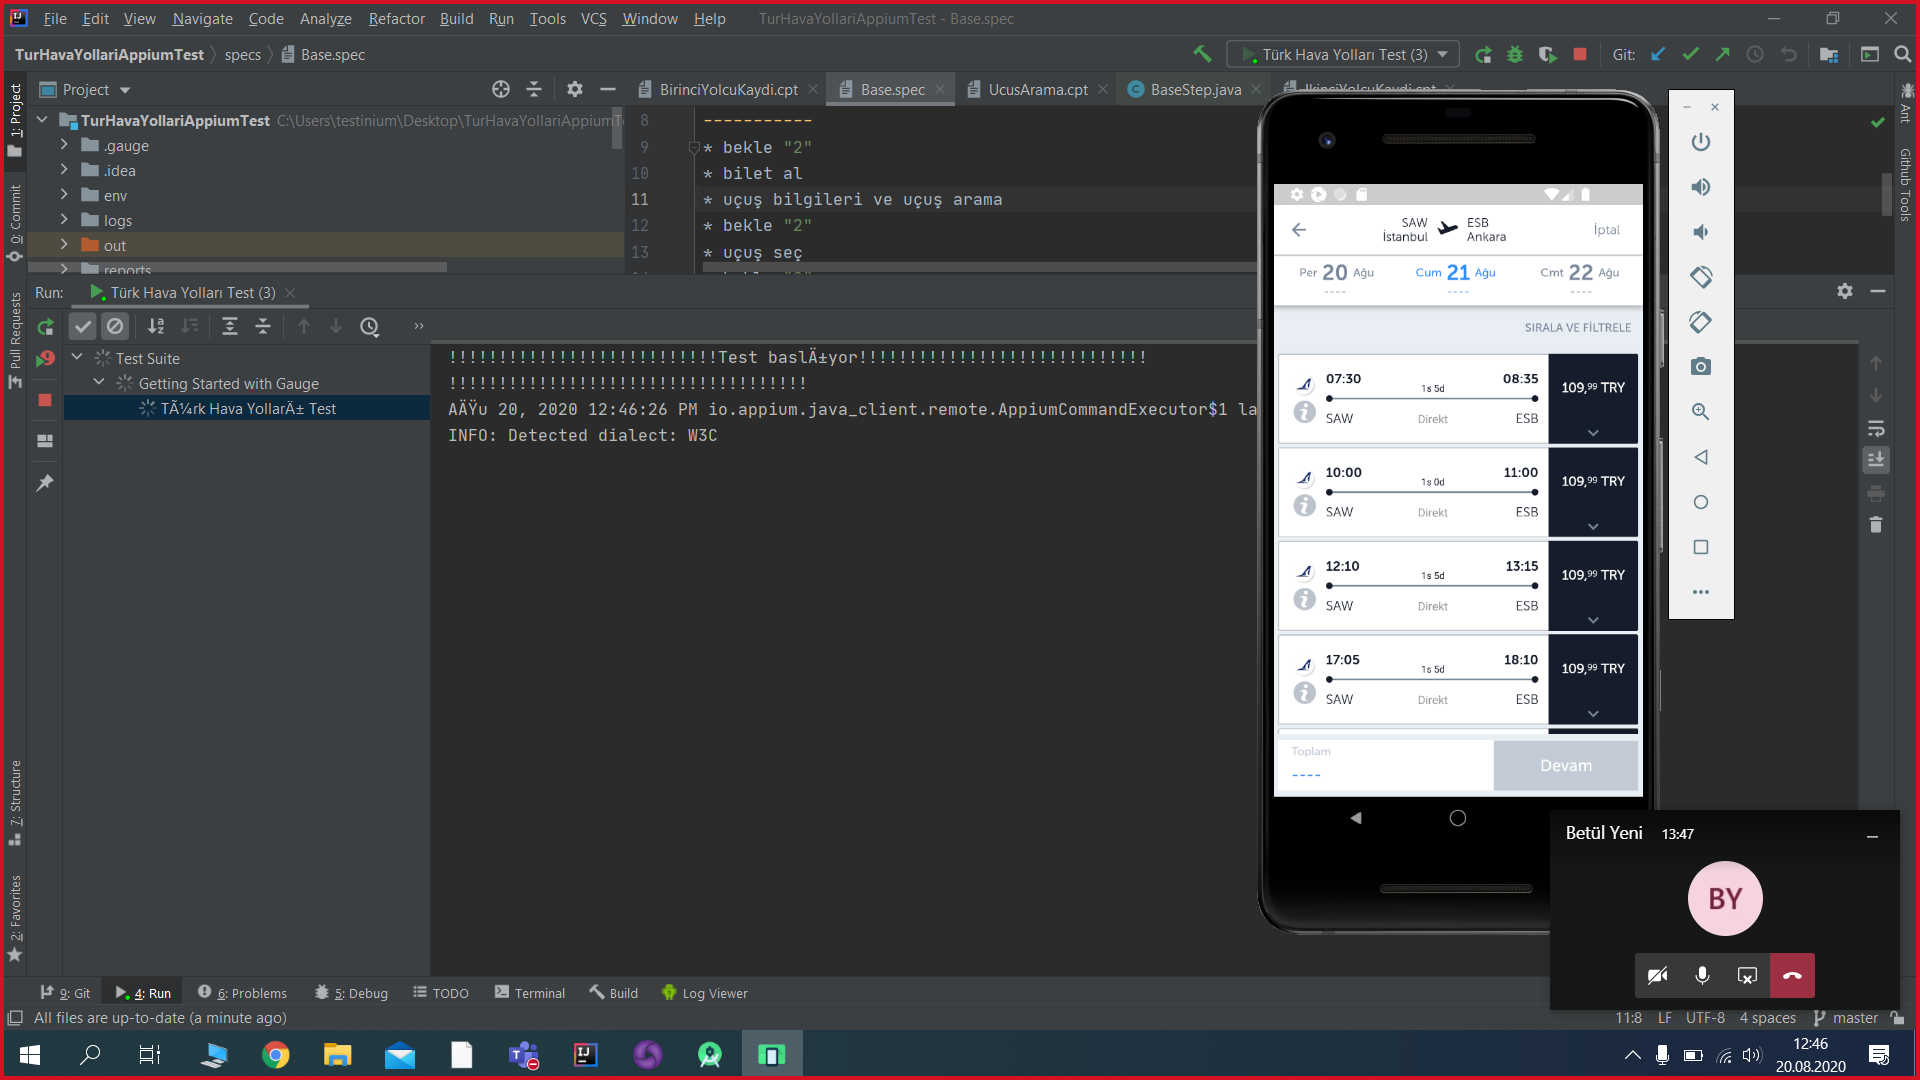 File Edit View Navigate Code Analyze Refactor Build Run Tools VCS Window Help TurHavaYollariAppiumTest - Base.spec
TurHavaYollariAppiumTest specs Base.spec
Türk Hava Yolları Test (3) Git:
Project
BirinciYolcuKaydi.cpt Base.spec UcusArama.cpt BaseStep.java IkinciYolcuKaydi.cpt
TurHavaYollariAppiumTest C:\Users\testinium\Desktop\TurHavaYollariAppiumT
.gauge
.idea
env
logs
out
reports
8 -----------
9 * bekle "2"
10 * bilet al
11 * uçuş bilgileri ve uçuş arama
12 * bekle "2"
13 * uçuş seç
1: Project
0: Commit
Pull Requests
7: Structure
2: Favorites
Ant
Github Tools
Run: Türk Hava Yolları Test (3)
Test Suite
Getting Started with Gauge
TÃ¼rk Hava YollarÄ± Test
!!!!!!!!!!!!!!!!!!!!!!!!!!!Test baslÄ±yor!!!!!!!!!!!!!!!!!!!!!!!!!!!!!
!!!!!!!!!!!!!!!!!!!!!!!!!!!!!!!!!!!!
AÄŸu 20, 2020 12:46:26 PM io.appium.java_client.remote.AppiumCommandExecutor$1 la
INFO: Detected dialect: W3C
SAW ESB
İstanbul Ankara
İptal
Per 20 Ağu Cum 21 Ağu Cmt 22 Ağu
---- ---- ----
SIRALA VE FİLTRELE
07:30 1s 5d 08:35 109,99 TRY
SAW Direkt ESB
10:00 1s 0d 11:00 109,99 TRY
SAW Direkt ESB
12:10 1s 5d 13:15 109,99 TRY
SAW Direkt ESB
17:05 1s 5d 18:10 109,99 TRY
SAW Direkt ESB
Toplam
----
Devam
Betül Yeni 13:47
BY
9: Git 4: Run 6: Problems 5: Debug TODO Terminal Build Log Viewer
All files are up-to-date (a minute ago)
11:8 LF UTF-8 4 spaces master
12:46
20.08.2020